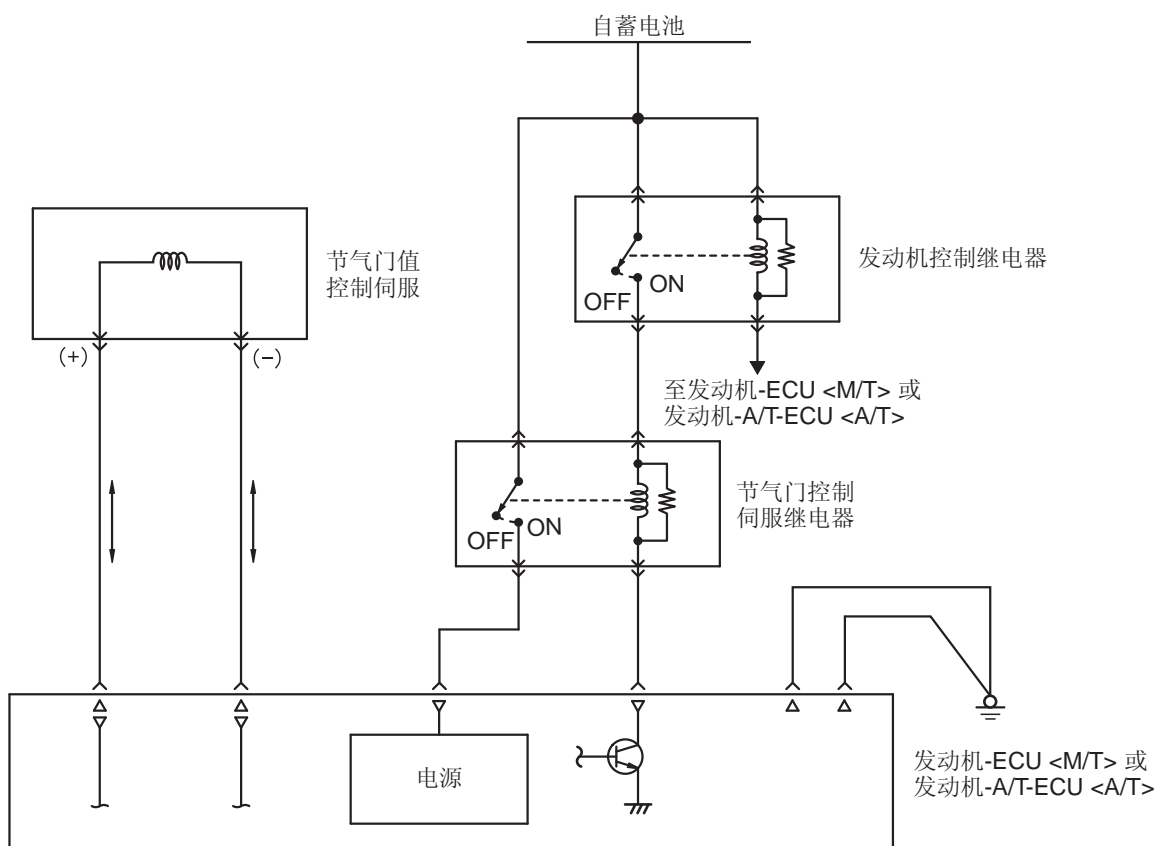 自蓄电池
节气门值
控制伺服
(+)
(−)
OFF
ON
发动机控制继电器
至发动机-ECU <M/T> 或
发动机-A/T-ECU <A/T>
OFF
ON
节气门控制
伺服继电器
电源
发动机-ECU <M/T> 或
发动机-A/T-ECU <A/T>